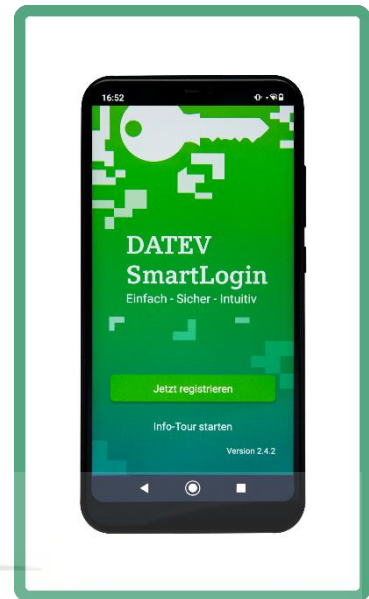 16:52
DATEV
SmartLogin
Einfach - Sicher - Intuitiv
Jetzt registrieren
Info-Tour starten
Version 2.4.2